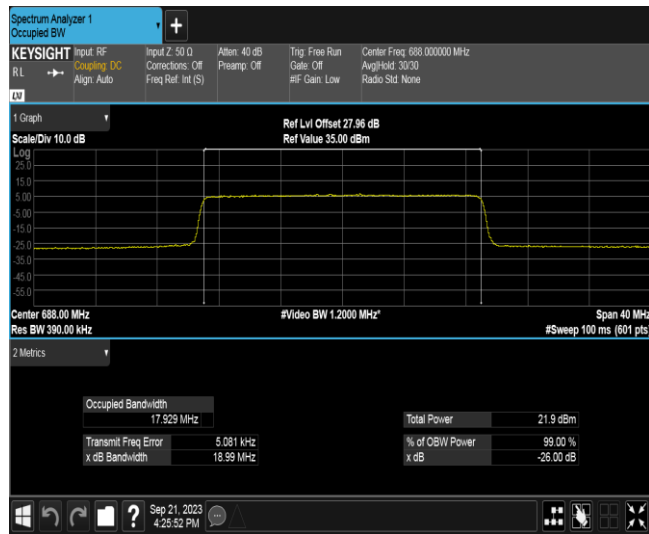 Spectrum Analyzer 1
Occupied BW
+
KEYSIGHT
RL
LXI
Input: RF
Coupling: DC
Align: Auto
Input Z: 50 Ω
Corrections: Off
Freq Ref: Int (S)
Atten: 40 dB
Preamp: Off
Trig: Free Run
Gate: Off
#IF Gain: Low
Center Freq: 688.000000 MHz
Avg|Hold: 30/30
Radio Std: None
1 Graph
Scale/Div 10.0 dB
Ref Lvl Offset 27.96 dB
Ref Value 35.00 dBm
Log
25.0
15.0
5.00
-5.00
-15.0
-25.0
-35.0
-45.0
-55.0
Center 688.00 MHz
Res BW 390.00 kHz
#Video BW 1.2000 MHz*
Span 40 MHz
#Sweep 100 ms (601 pts)
2 Metrics
Occupied Bandwidth
17.929 MHz
Transmit Freq Error 5.081 kHz
x dB Bandwidth 18.99 MHz
Total Power 21.9 dBm
% of OBW Power 99.00 %
x dB -26.00 dB
?
Sep 21, 2023
4:25:52 PM